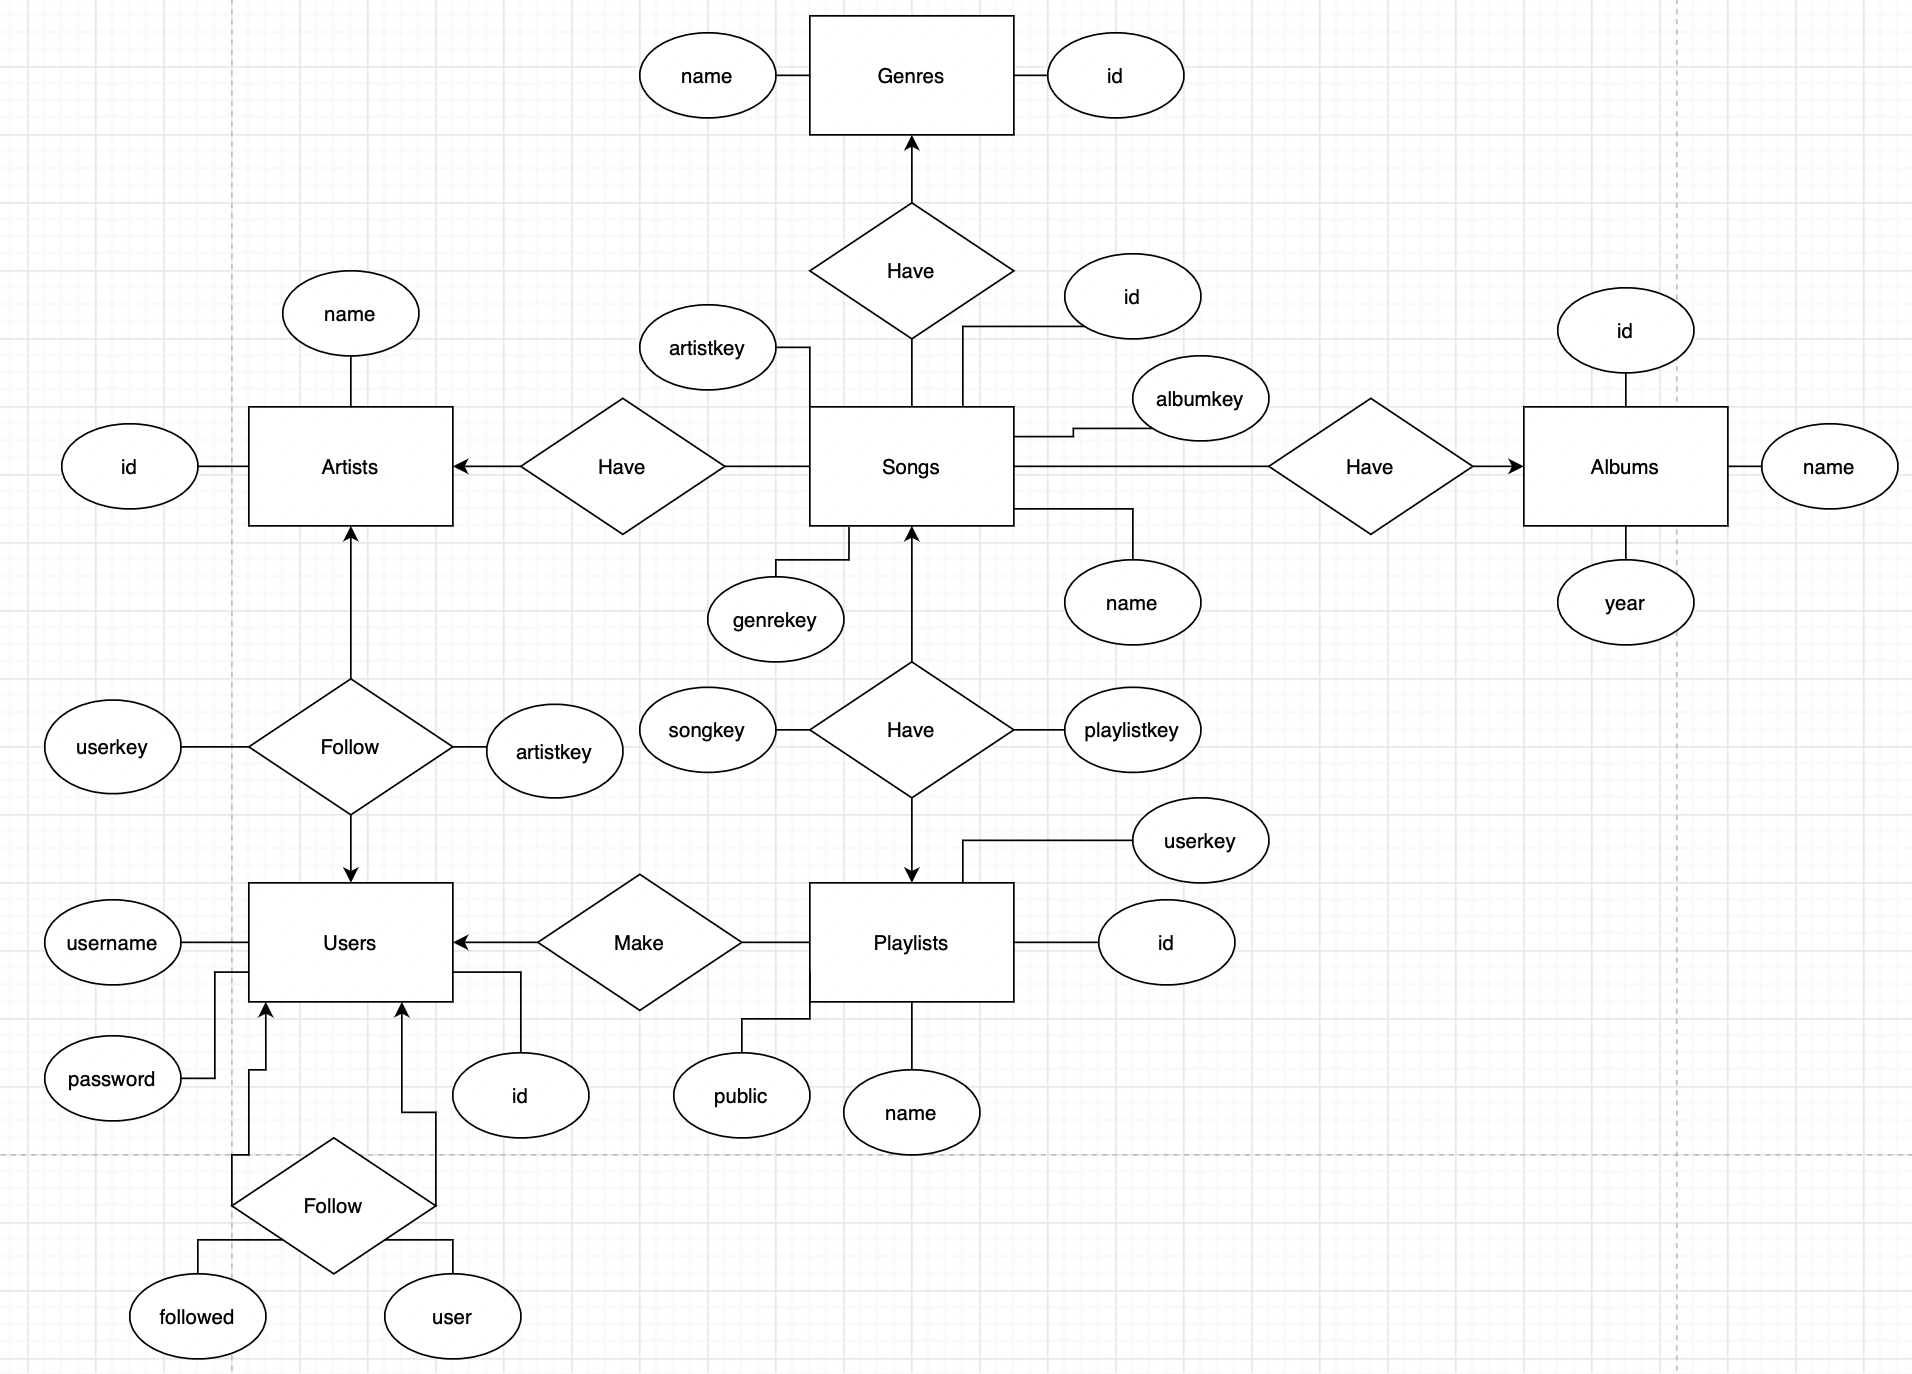 name
Genres
id
Have
id
name
artistkey
id
albumkey
id
Artists
Have
Songs
Have
Albums
name
genrekey
name
year
userkey
Follow
artistkey
songkey
Have
playlistkey
userkey
username
Users
Make
Playlists
id
password
id
public
name
Follow
followed
user